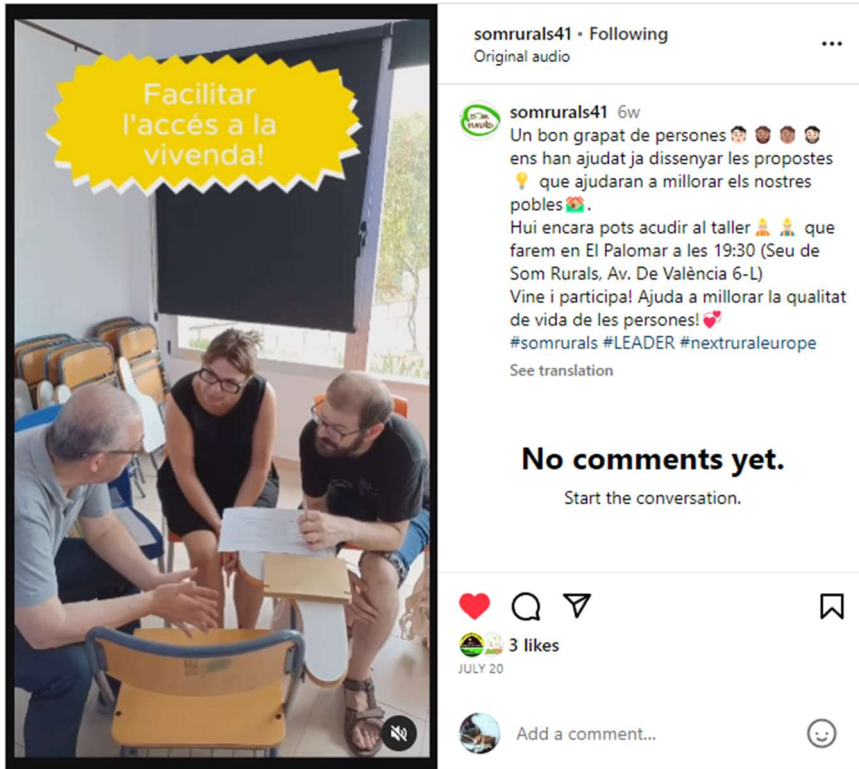 Facilitar
l'accés a la
vivenda!
somrurals41 • Following
Original audio
som
rurals
somrurals41 6w
Un bon grapat de persones 👨🏻 🧔🏾 👨🏽 🧔🏻
ens han ajudat ja dissenyar les propostes
💡 que ajudaran a millorar els nostres
pobles🏡.
Hui encara pots acudir al taller👷 👷 que
farem en El Palomar a les 19:30 (Seu de
Som Rurals, Av. De València 6-L)
Vine i participa! Ajuda a millorar la qualitat
de vida de les persones!💞
#somrurals #LEADER #nextruraleurope
See translation
No comments yet.
Start the conversation.
3 likes
JULY 20
Add a comment...